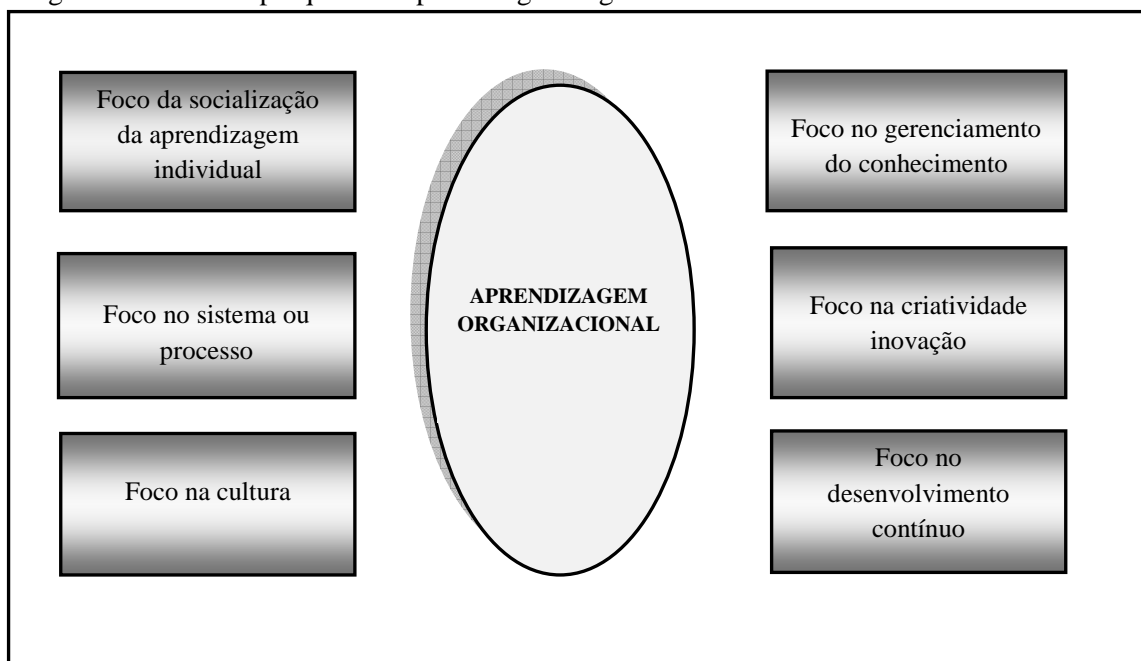 Foco da socialização
da aprendizagem
individual
Foco no sistema ou
processo
Foco na cultura
APRENDIZAGEM
ORGANIZACIONAL
Foco no gerenciamento
do conhecimento
Foco na criatividade
inovação
Foco no
desenvolvimento
contínuo